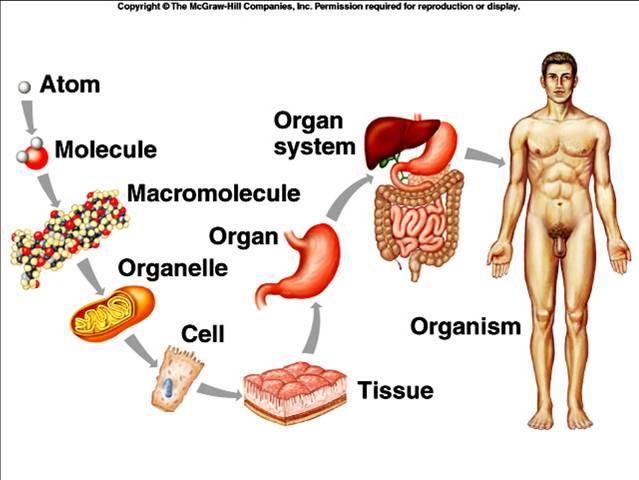 Copyright © The McGraw-Hill Companies, Inc. Permission required for reproduction or display.
Atom
Molecule
Macromolecule
Organelle
Cell
Tissue
Organ
Organ
system
Organism